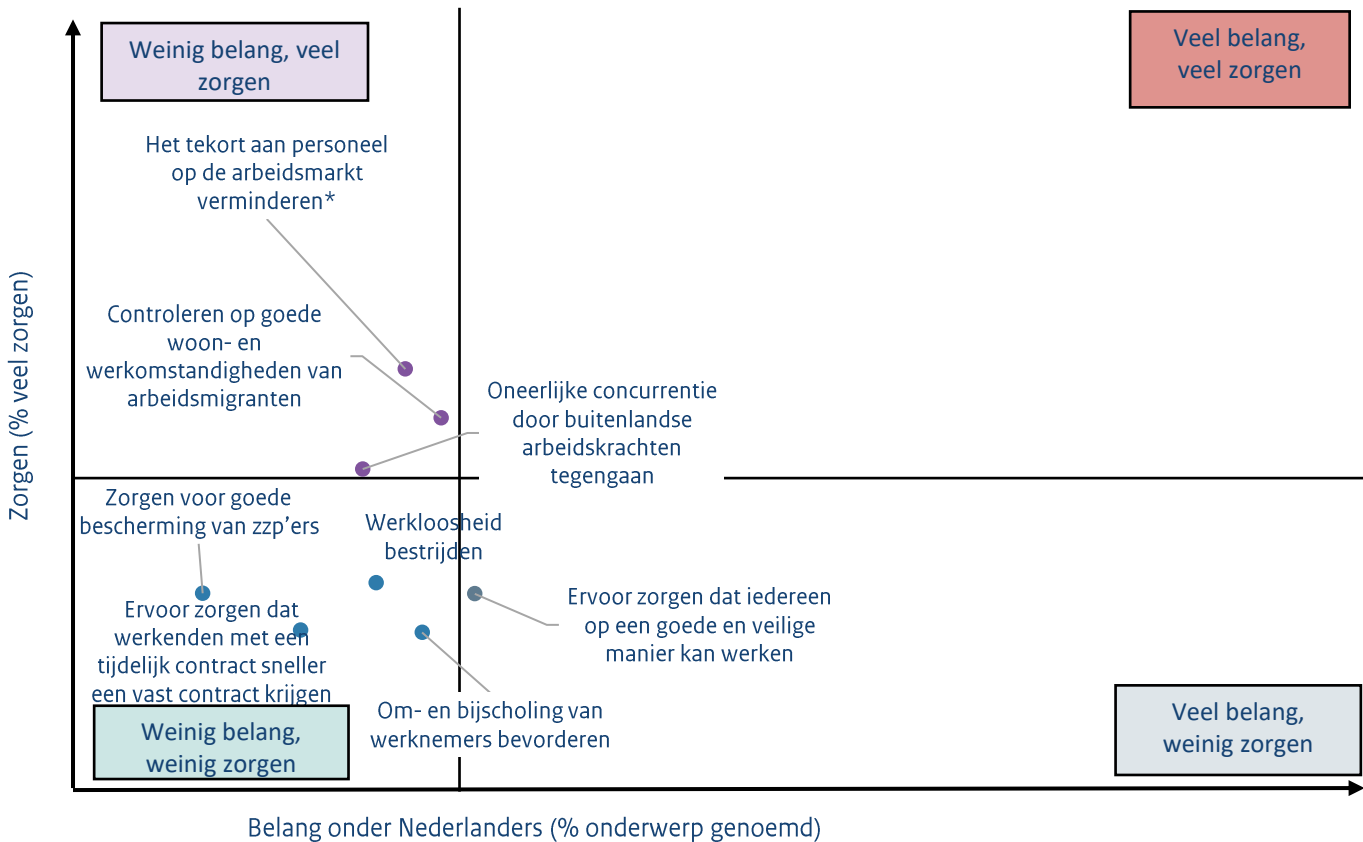 Weinig belang, veel
zorgen
Veel belang,
veel zorgen
Het tekort aan personeel
op de arbeidsmarkt
verminderen*
Controleren op goede
woon- en
werkomstandigheden van
arbeidsmigranten
Oneerlijke concurrentie
door buitenlandse
arbeidskrachten
tegengaan
Zorgen (% veel zorgen)
Zorgen voor goede
bescherming van zzp’ers
Werkloosheid
bestrijden
Ervoor zorgen dat
werkenden met een
tijdelijk contract sneller
een vast contract krijgen
Ervoor zorgen dat iedereen
op een goede en veilige
manier kan werken
Om- en bijscholing van
werknemers bevorderen
Weinig belang,
weinig zorgen
Veel belang,
weinig zorgen
Belang onder Nederlanders (% onderwerp genoemd)